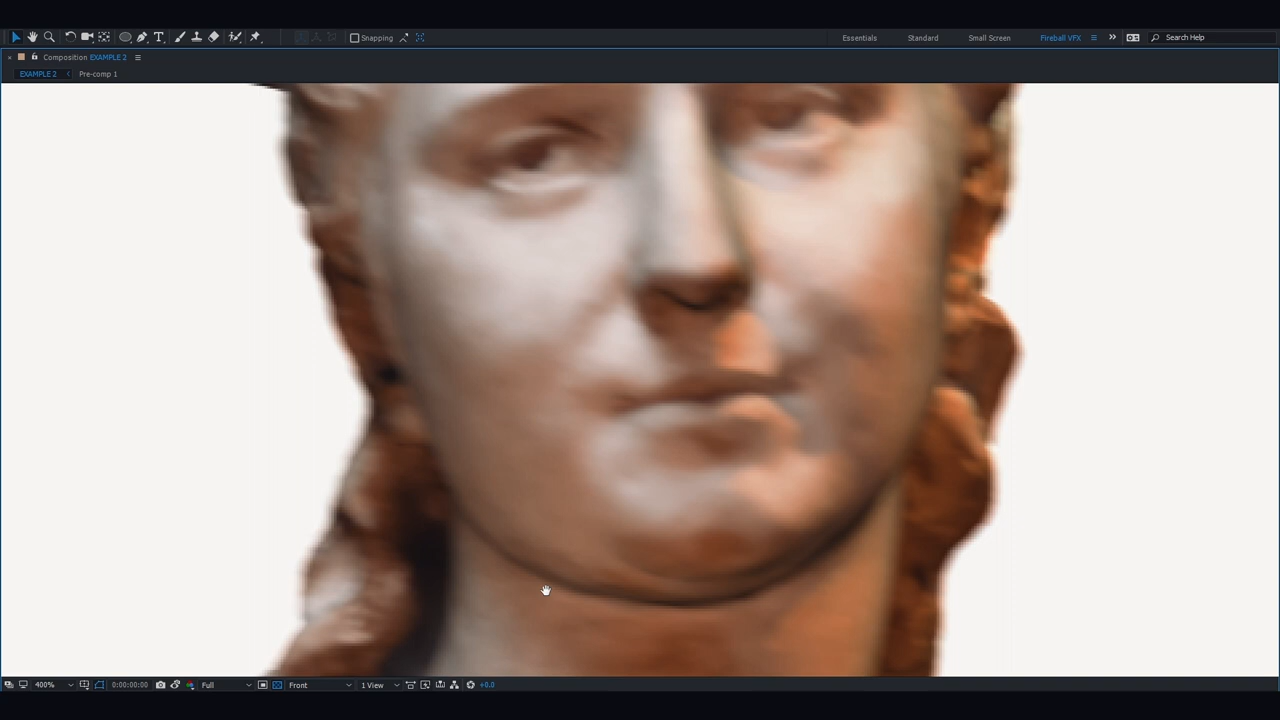 Snapping
Essentials
Standard
Small Screen
Fireball VFX
Search Help
Composition EXAMPLE 2
EXAMPLE 2
Pre-comp 1
400%
0:00:00:00
Full
Front
1 View
+0.0